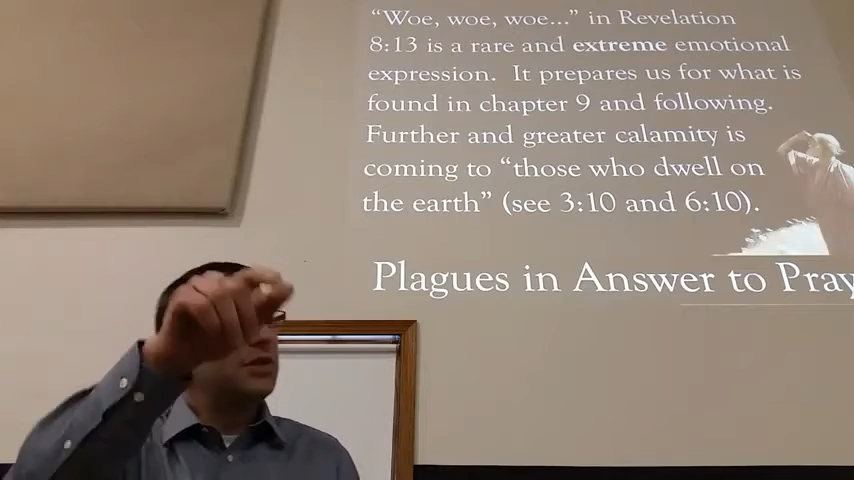 “Woe, woe, woe...” in Revelation
8:13 is a rare and extreme emotional
expression.  It prepares us for what is
found in chapter 9 and following.
Further and greater calamity is
coming to “those who dwell on
the earth” (see 3:10 and 6:10).
Plagues in Answer to Pray